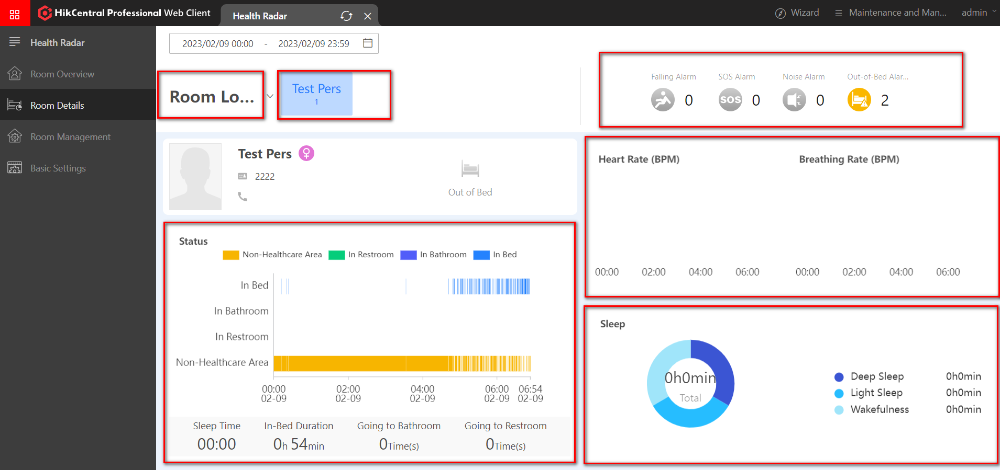 HikCentral Professional Web Client
Health Radar
Wizard
Maintenance and Man...
admin
Health Radar
Room Overview
Room Details
Room Management
Basic Settings
2023/02/09 00:00 - 2023/02/09 23:59
Room Lo...
Test Pers
1
Falling Alarm
0
SOS Alarm
SOS
0
Noise Alarm
0
Out-of-Bed Alar...
2
Test Pers
2222
Out of Bed
Heart Rate (BPM)
00:00 02:00 04:00 06:00
Breathing Rate (BPM)
00:00 02:00 04:00 06:00
Status
Non-Healthcare Area In Restroom In Bathroom In Bed
In Bed
In Bathroom
In Restroom
Non-Healthcare Area
00:00 02:00 04:00 06:00 06:54
02-09 02-09 02-09 02-09 02-09
Sleep Time In-Bed Duration Going to Bathroom Going to Restroom
00:00 0h 54min 0Time(s) 0Time(s)
Sleep
0h0min
Total
Deep Sleep 0h0min
Light Sleep 0h0min
Wakefulness 0h0min